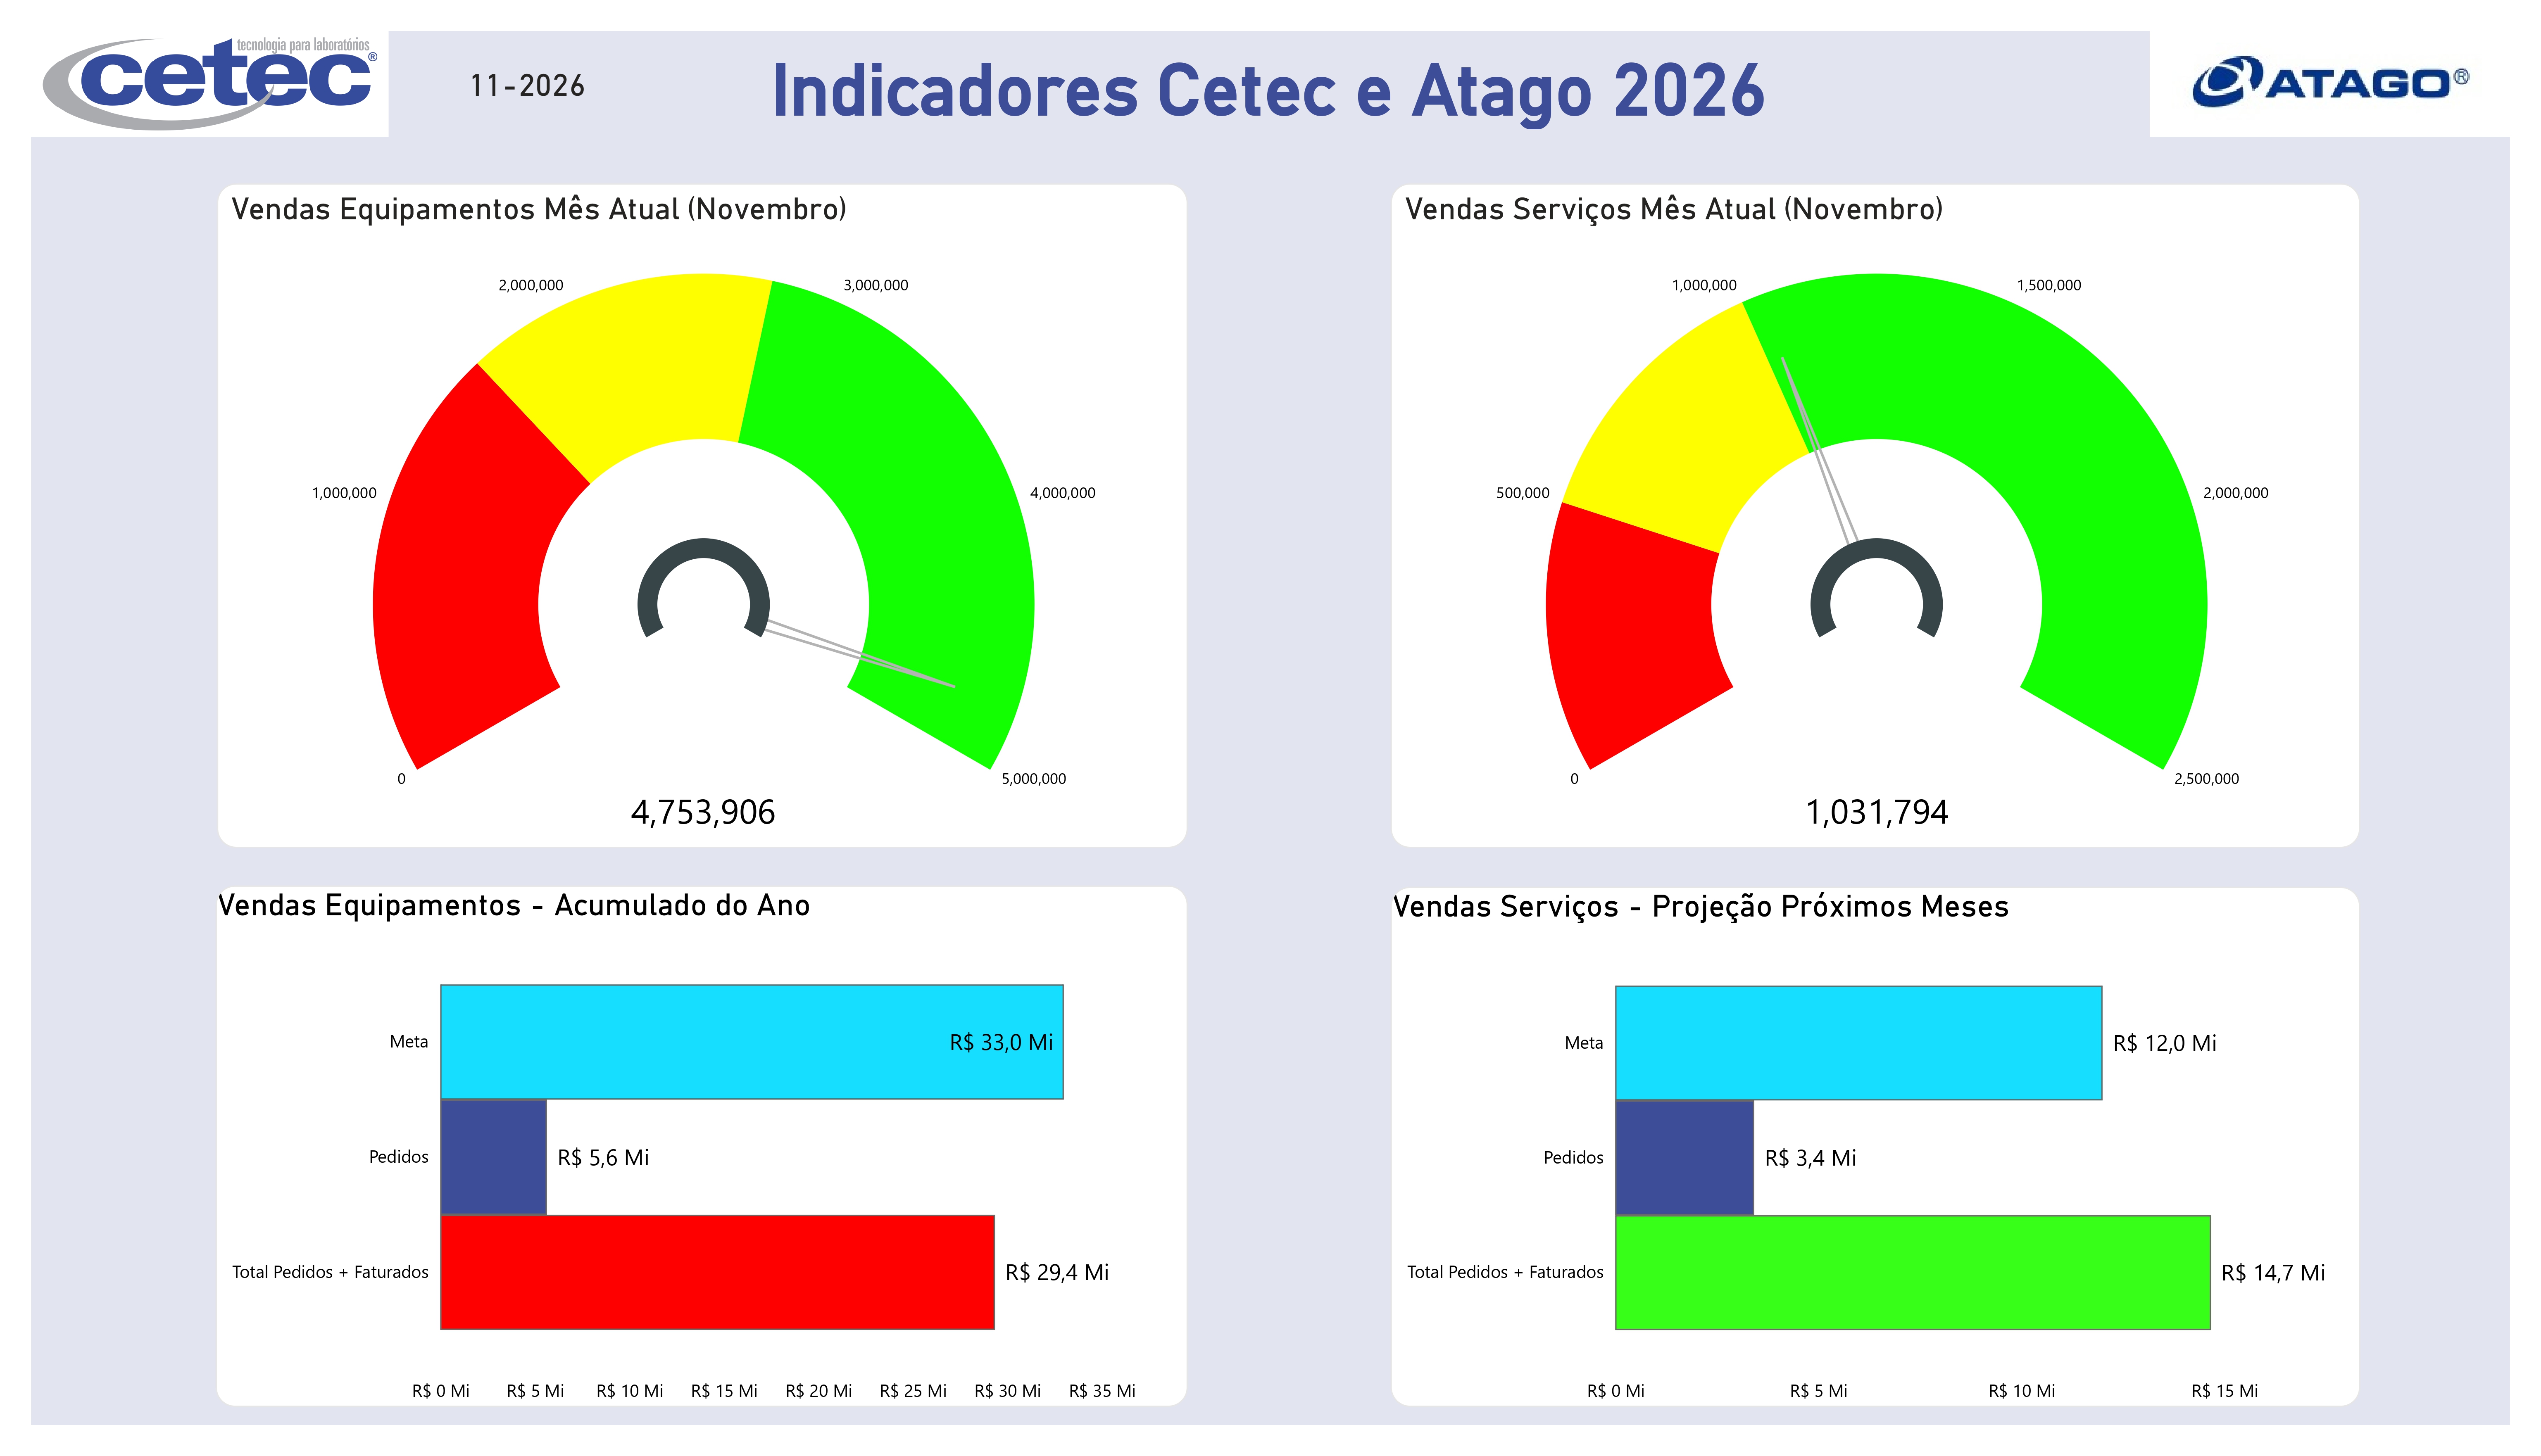 tecnologia para laboratórios
cetec®
11-2026
Indicadores Cetec e Atago 2026
ATAGO®
Vendas Equipamentos Mês Atual (Novembro)
0
1,000,000
2,000,000
3,000,000
4,000,000
5,000,000
4,753,906
Vendas Serviços Mês Atual (Novembro)
0
500,000
1,000,000
1,500,000
2,000,000
2,500,000
1,031,794
Vendas Equipamentos - Acumulado do Ano
Meta
R$ 33,0 Mi
Pedidos
R$ 5,6 Mi
Total Pedidos + Faturados
R$ 29,4 Mi
R$ 0 Mi
R$ 5 Mi
R$ 10 Mi
R$ 15 Mi
R$ 20 Mi
R$ 25 Mi
R$ 30 Mi
R$ 35 Mi
Vendas Serviços - Projeção Próximos Meses
Meta
R$ 12,0 Mi
Pedidos
R$ 3,4 Mi
Total Pedidos + Faturados
R$ 14,7 Mi
R$ 0 Mi
R$ 5 Mi
R$ 10 Mi
R$ 15 Mi